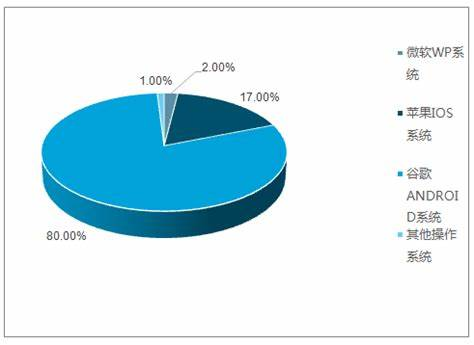 1.00%
2.00%
17.00%
80.00%
微软WP系
统
苹果IOS
系统
谷歌
ANDROI
D系统
其他操作
系统